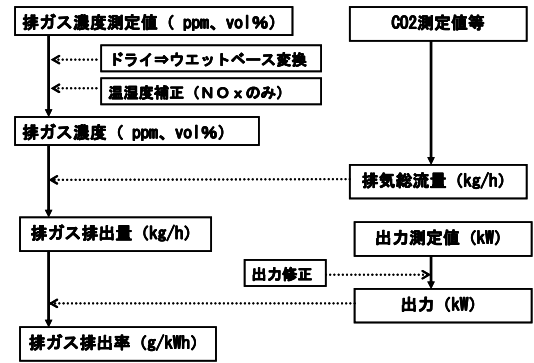 排ガス濃度測定値（ ppm、vol％）
CO2測定値等
ドライ⇒ウエットベース変換
温湿度補正（ＮＯｘのみ）
排ガス濃度（ ppm、vol％）
排気総流量（kg/h）
排ガス排出量（kg/h）
出力測定値（kW）
出力修正
出力（kW）
排ガス排出率（g/kWh）